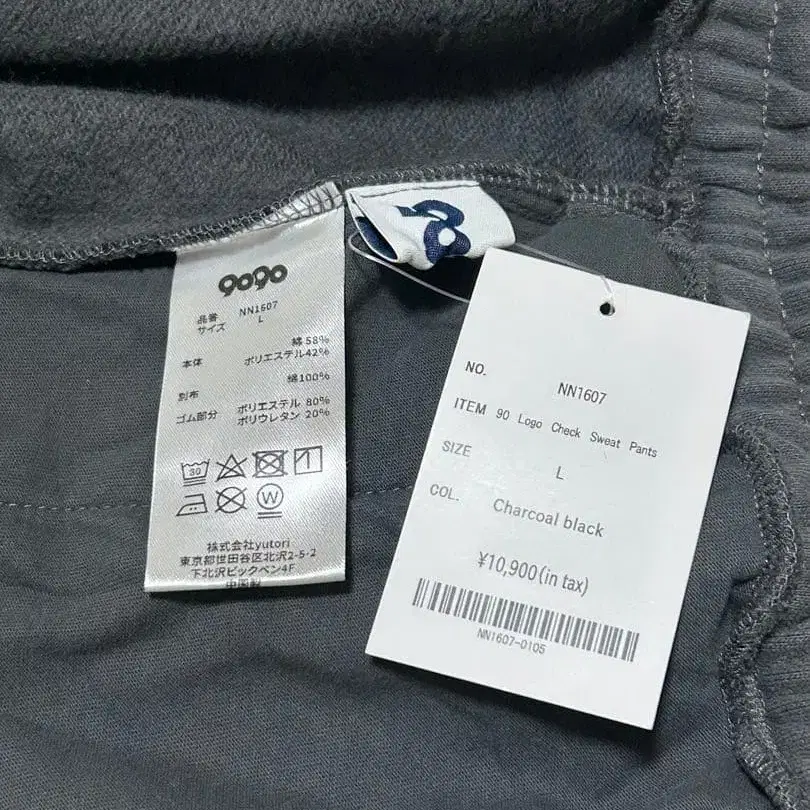 9090
品番 NN1607
サイズ L
本体 綿 58%
ポリエステル42%
別布 綿100%
ゴム部分 ポリエステル 80%
ポリウレタン 20%
30
W
株式会社yutori
東京都世田谷区北沢2-5-2
下北沢ビッグベン4F
中国製
NO. NN1607
ITEM 90 Logo Check Sweat Pants
SIZE L
COL. Charcoal black
¥10,900(in tax)
NN1607-0105